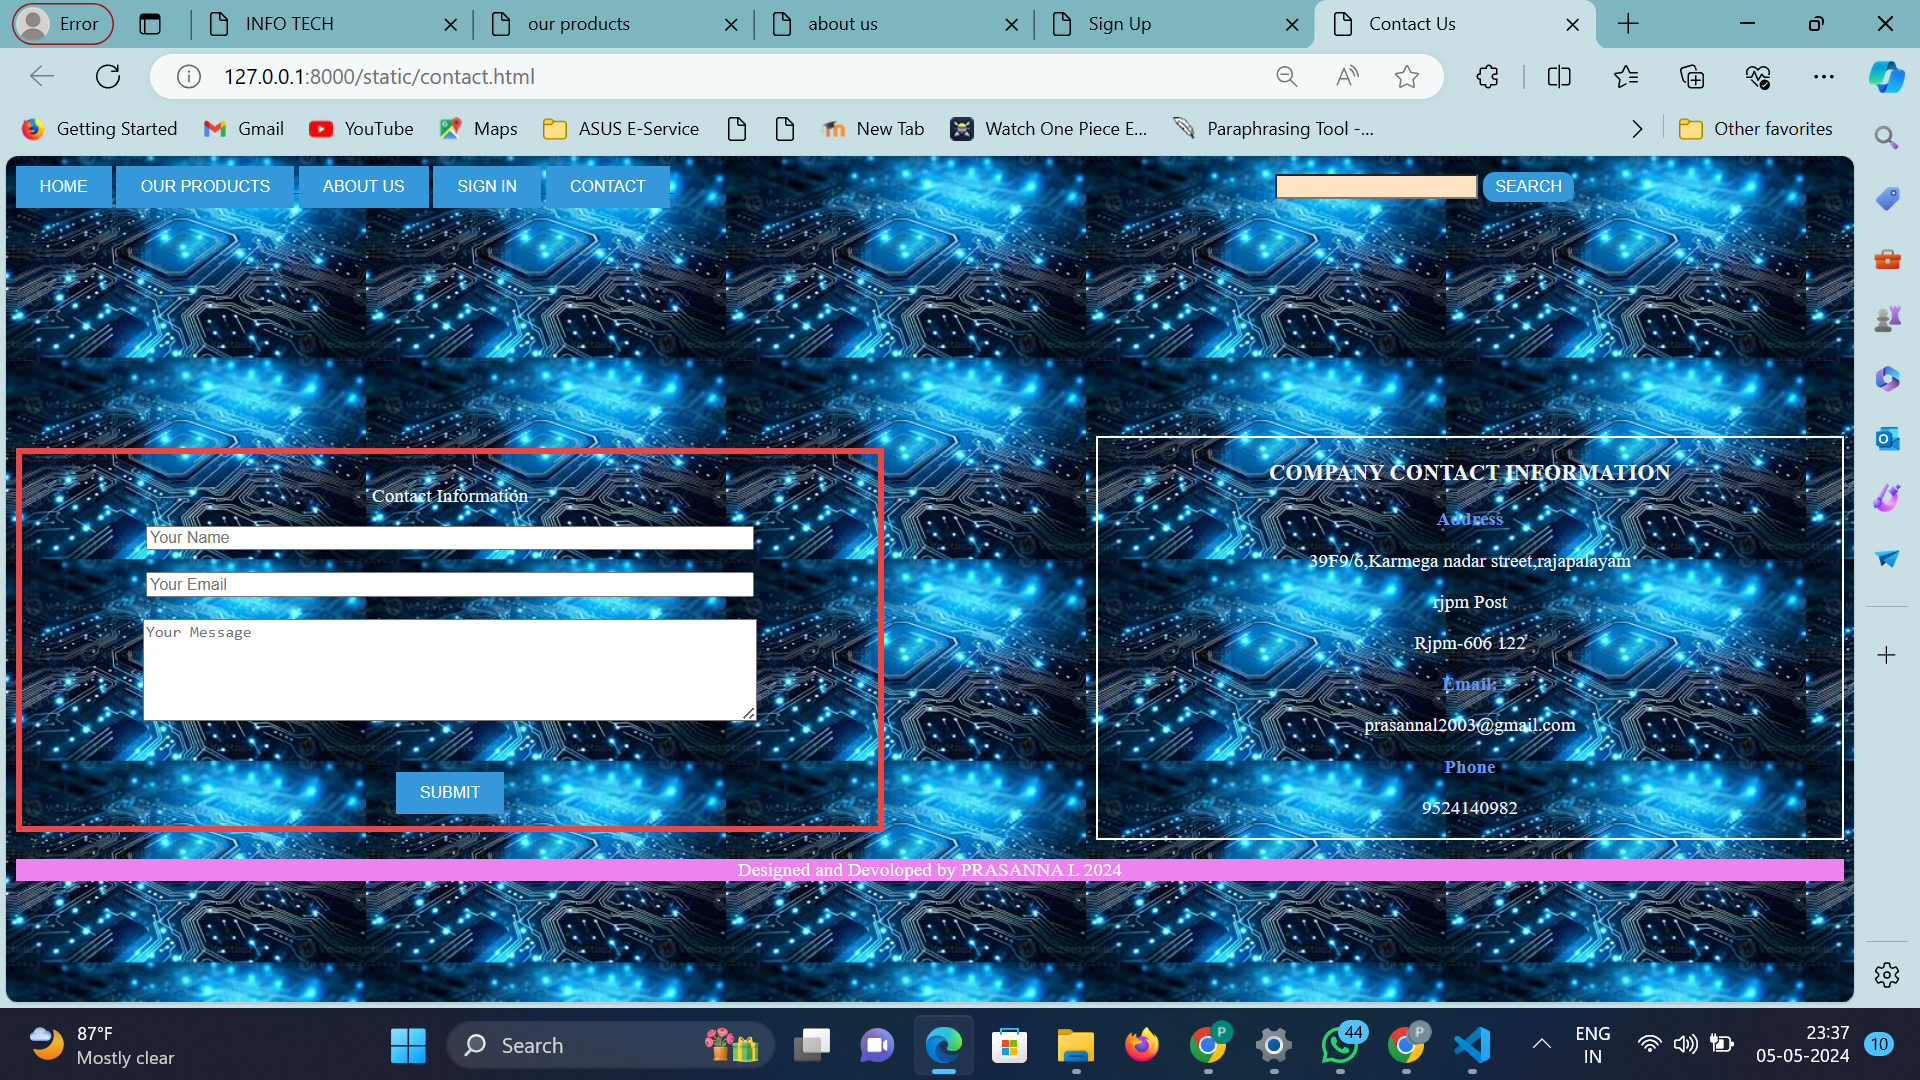 Error
INFO TECH
our products
about us
Sign Up
Contact Us
127.0.0.1:8000/static/contact.html
Getting Started
Gmail
YouTube
Maps
ASUS E-Service
New Tab
Watch One Piece E...
Paraphrasing Tool -...
Other favorites
HOME
OUR PRODUCTS
ABOUT US
SIGN IN
CONTACT
SEARCH
Contact Information
Your Name
Your Email
Your Message
SUBMIT
COMPANY CONTACT INFORMATION
Address
39F9/6,Karmega nadar street,rajapalayam
rjpm Post
Rjpm-606 122
Email:
prasannal2003@gmail.com
Phone
9524140982
Designed and Devoloped by PRASANNA L 2024
87°F
Mostly clear
Search
P
44
P
ENG
IN
23:37
05-05-2024
10